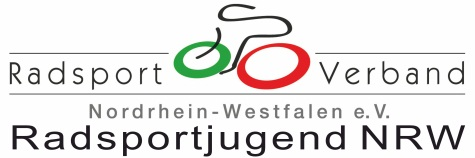 Radsport Verband
Nordrhein-Westfalen e.V.
Radsportjugend NRW